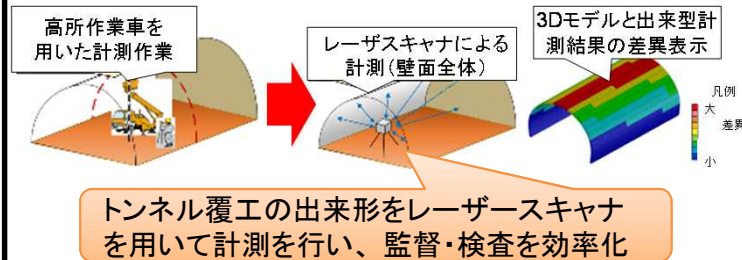 高所作業車を
用いた計測作業
レーザスキャナによる
計測(壁面全体)
3Dモデルと出来型計
測結果の差異表示
凡例
大
差異
小
トンネル覆工の出来形をレーザースキャナ
を用いて計測を行い、監督・検査を効率化